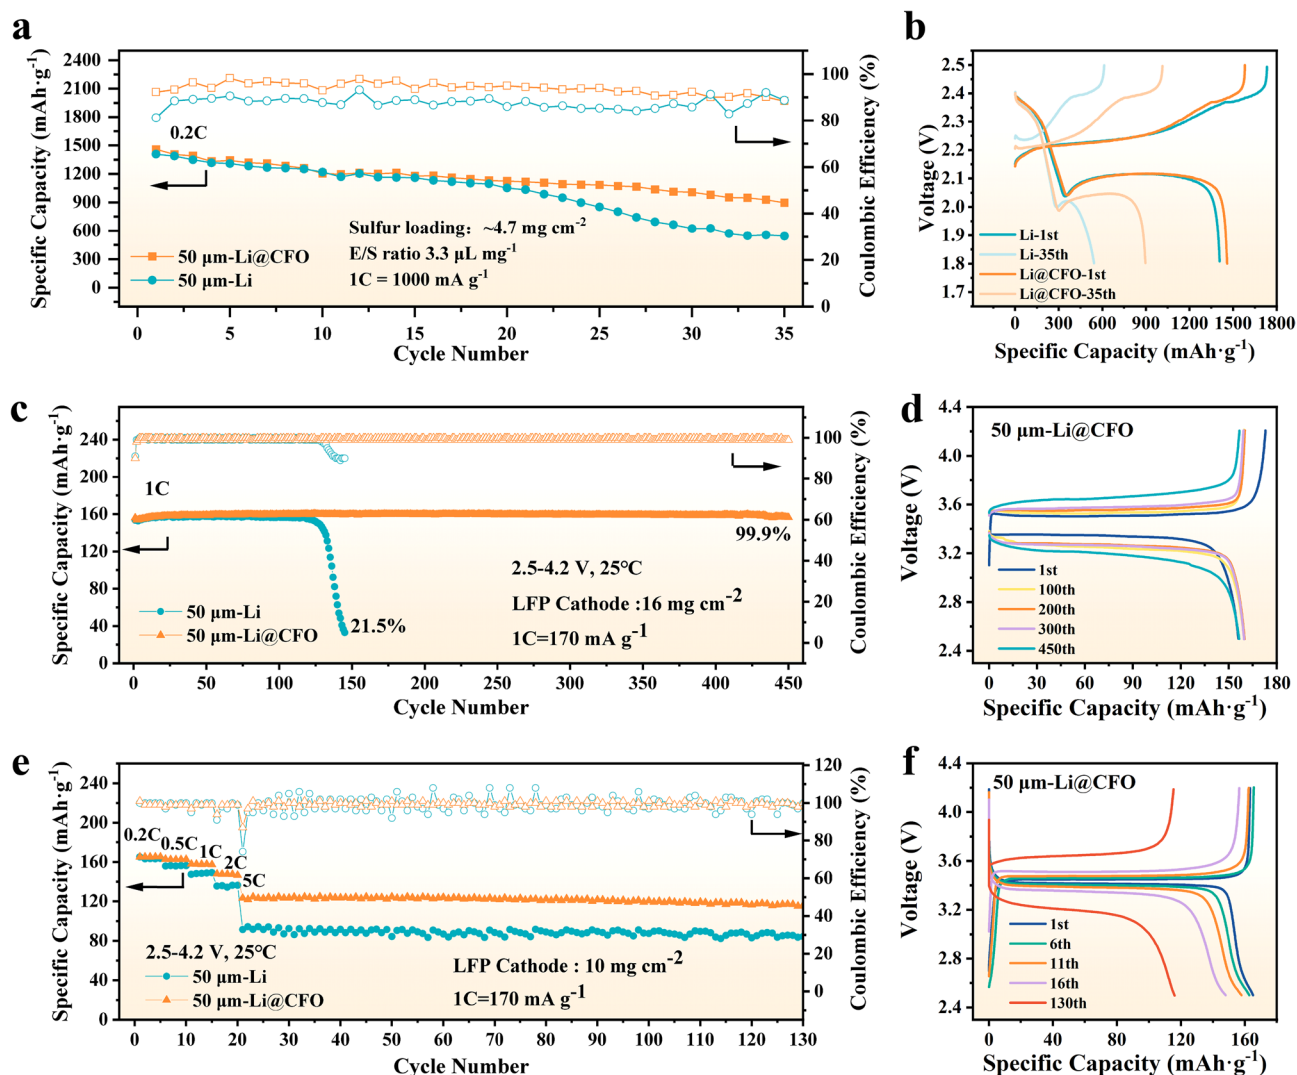 a
Specific Capacity (mAh·g⁻¹)
2400
2100
1800
1500
1200
900
600
300
0
0.2C
Sulfur loading: ~4.7 mg cm⁻²
E/S ratio 3.3 μL mg⁻¹
1C = 1000 mA g⁻¹
50 μm-Li@CFO
50 μm-Li
100
80
60
40
20
0
Coulombic Efficiency (%)
0 5 10 15 20 25 30 35
Cycle Number
b
Voltage (V)
2.5
2.4
2.3
2.2
2.1
2.0
1.9
1.8
1.7
Li-1st
Li-35th
Li@CFO-1st
Li@CFO-35th
0 300 600 900 1200 1500 1800
Specific Capacity (mAh·g⁻¹)
c
Specific Capacity (mAh·g⁻¹)
240
200
160
120
80
40
0
1C
99.9%
21.5%
2.5-4.2 V, 25°C
LFP Cathode :16 mg cm⁻²
1C=170 mA g⁻¹
50 μm-Li
50 μm-Li@CFO
100
80
60
40
20
0
Coulombic Efficiency (%)
0 50 100 150 200 250 300 350 400 450
Cycle Number
d
50 μm-Li@CFO
Voltage (V)
4.4
4.0
3.6
3.2
2.8
2.4
1st
100th
200th
300th
450th
0 30 60 90 120 150 180
Specific Capacity (mAh·g⁻¹)
e
Specific Capacity (mAh·g⁻¹)
240
200
160
120
80
40
0
0.2C
0.5C
1C
2C
5C
2.5-4.2 V, 25°C
50 μm-Li
50 μm-Li@CFO
LFP Cathode : 10 mg cm⁻²
1C=170 mA g⁻¹
120
100
80
60
40
20
0
Coulombic Efficiency (%)
0 10 20 30 40 50 60 70 80 90 100 110 120 130
Cycle Number
f
50 μm-Li@CFO
Voltage (V)
4.4
4.0
3.6
3.2
2.8
2.4
1st
6th
11th
16th
130th
0 40 80 120 160
Specific Capacity (mAh·g⁻¹)